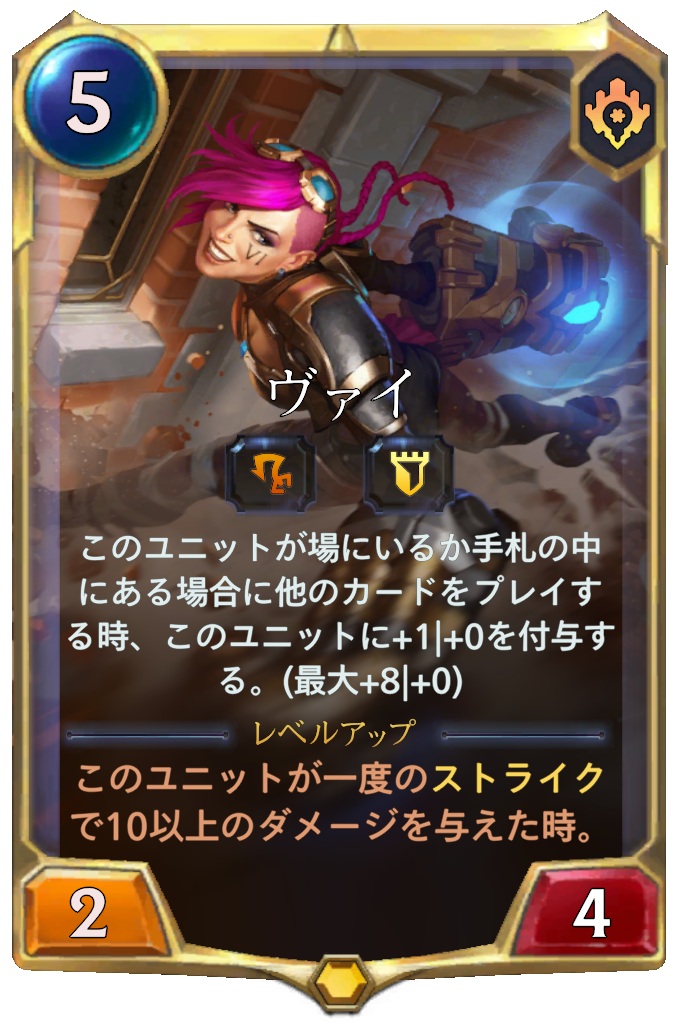 5
VI
ヴァイ
このユニットが場にいるか手札の中
にある場合に他のカードをプレイす
る時、このユニットに+1|+0を付与す
る。(最大+8|+0)
レベルアップ
このユニットが一度のストライク
で10以上のダメージを与えた時。
2
4